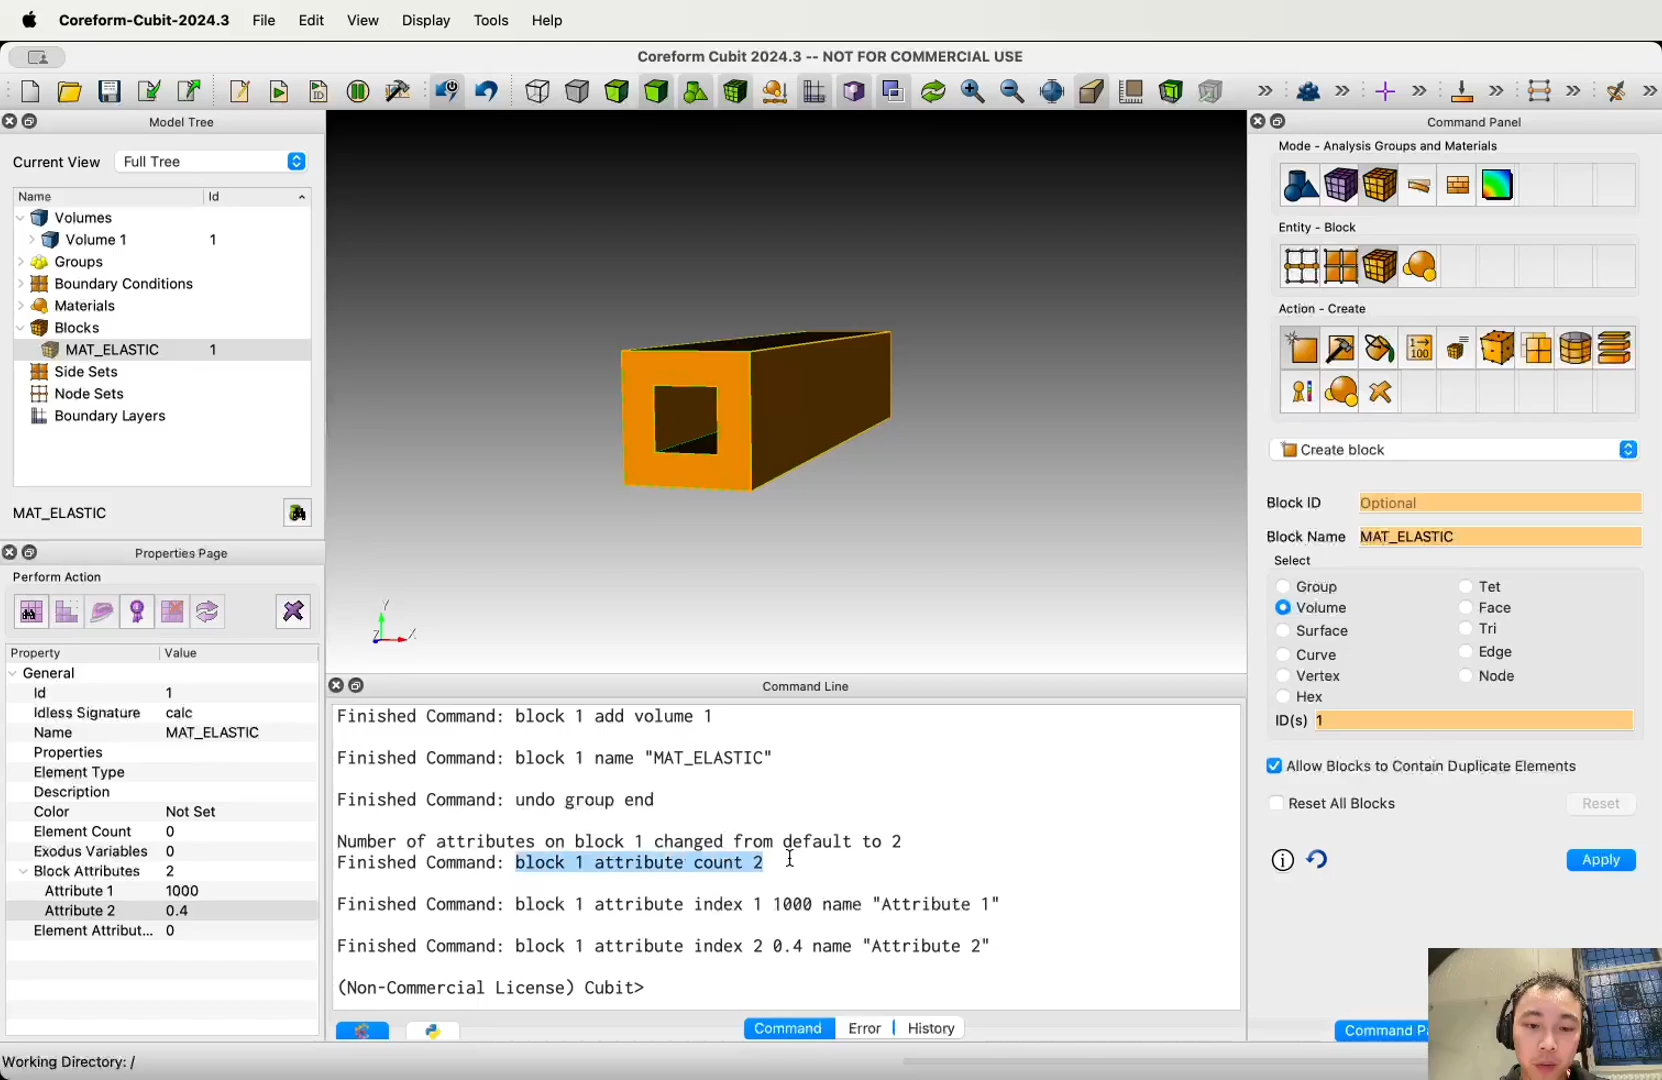 Coreform-Cubit-2024.3 File Edit View Display Tools Help
Coreform Cubit 2024.3 -- NOT FOR COMMERCIAL USE
Model Tree
Current View Full Tree
Name Id
Volumes
Volume 1 1
Groups
Boundary Conditions
Materials
Blocks
MAT_ELASTIC 1
Side Sets
Node Sets
Boundary Layers
MAT_ELASTIC
Properties Page
Perform Action
Property Value
General
Id 1
Idless Signature calc
Name MAT_ELASTIC
Properties
Element Type
Description
Color Not Set
Element Count 0
Exodus Variables 0
Block Attributes 2
Attribute 1 1000
Attribute 2 0.4
Element Attribut... 0
Working Directory: /
Y
Z X
Command Line
Finished Command: block 1 add volume 1
Finished Command: block 1 name "MAT_ELASTIC"
Finished Command: undo group end
Number of attributes on block 1 changed from default to 2
Finished Command: block 1 attribute count 2
Finished Command: block 1 attribute index 1 1000 name "Attribute 1"
Finished Command: block 1 attribute index 2 0.4 name "Attribute 2"
(Non-Commercial License) Cubit>
Command Error History
Command Panel
Mode - Analysis Groups and Materials
Entity - Block
Action - Create
1→
100
Create block
Block ID Optional
Block Name MAT_ELASTIC
Select
Group Tet
Volume Face
Surface Tri
Curve Edge
Vertex Node
Hex
ID(s) 1
Allow Blocks to Contain Duplicate Elements
Reset All Blocks Reset
Apply
Command P